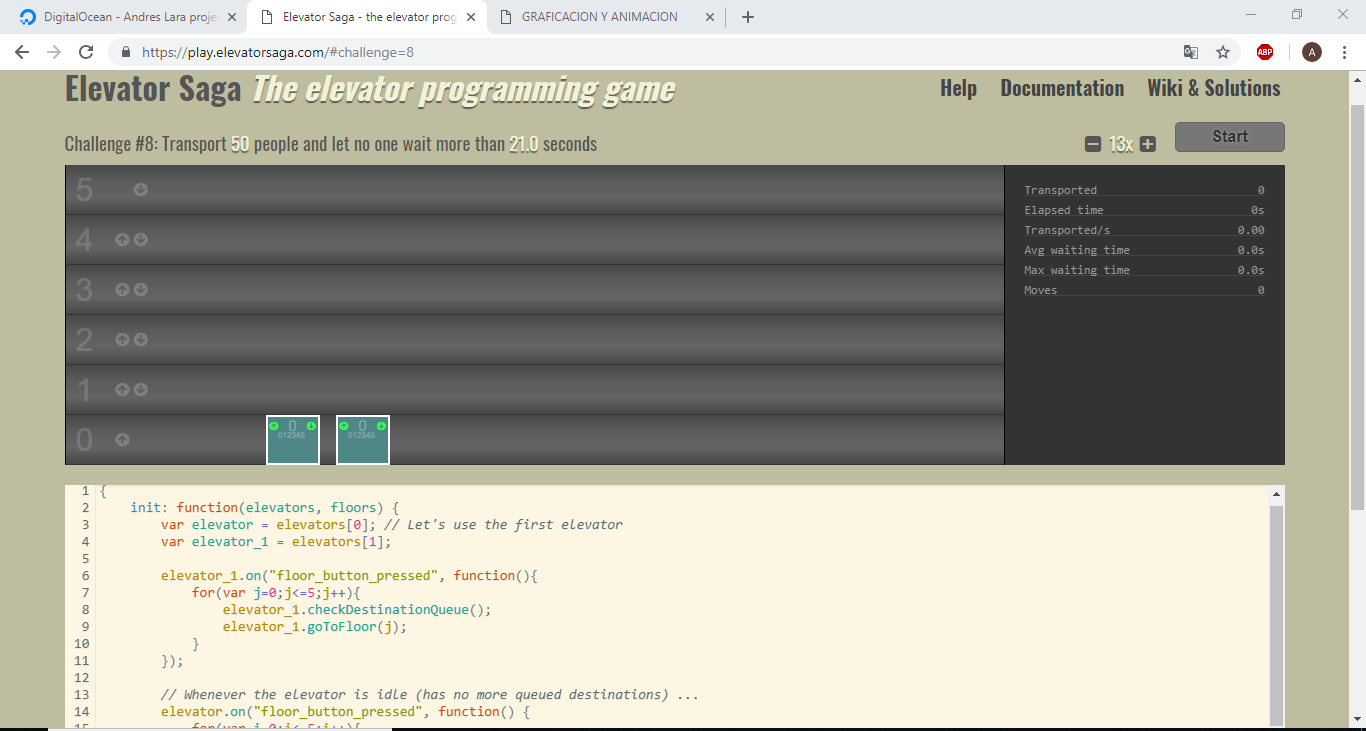 DigitalOcean - Andres Lara proje
Elevator Saga - the elevator prog
GRAFICACION Y ANIMACION
https://play.elevatorsaga.com/#challenge=8
ABP
A
Elevator Saga The elevator programming game
Help Documentation Wiki & Solutions
Challenge #8: Transport 50 people and let no one wait more than 21.0 seconds
13x
Start
5
4
3
2
1
0
0
012345
0
012345
Transported 0
Elapsed time 0s
Transported/s 0.00
Avg waiting time 0.0s
Max waiting time 0.0s
Moves 0
1 {
2 init: function(elevators, floors) {
3 var elevator = elevators[0]; // Let's use the first elevator
4 var elevator_1 = elevators[1];
5
6 elevator_1.on("floor_button_pressed", function(){
7 for(var j=0;j<=5;j++){
8 elevator_1.checkDestinationQueue();
9 elevator_1.goToFloor(j);
10 }
11 });
12
13 // Whenever the elevator is idle (has no more queued destinations) ...
14 elevator.on("floor_button_pressed", function() {